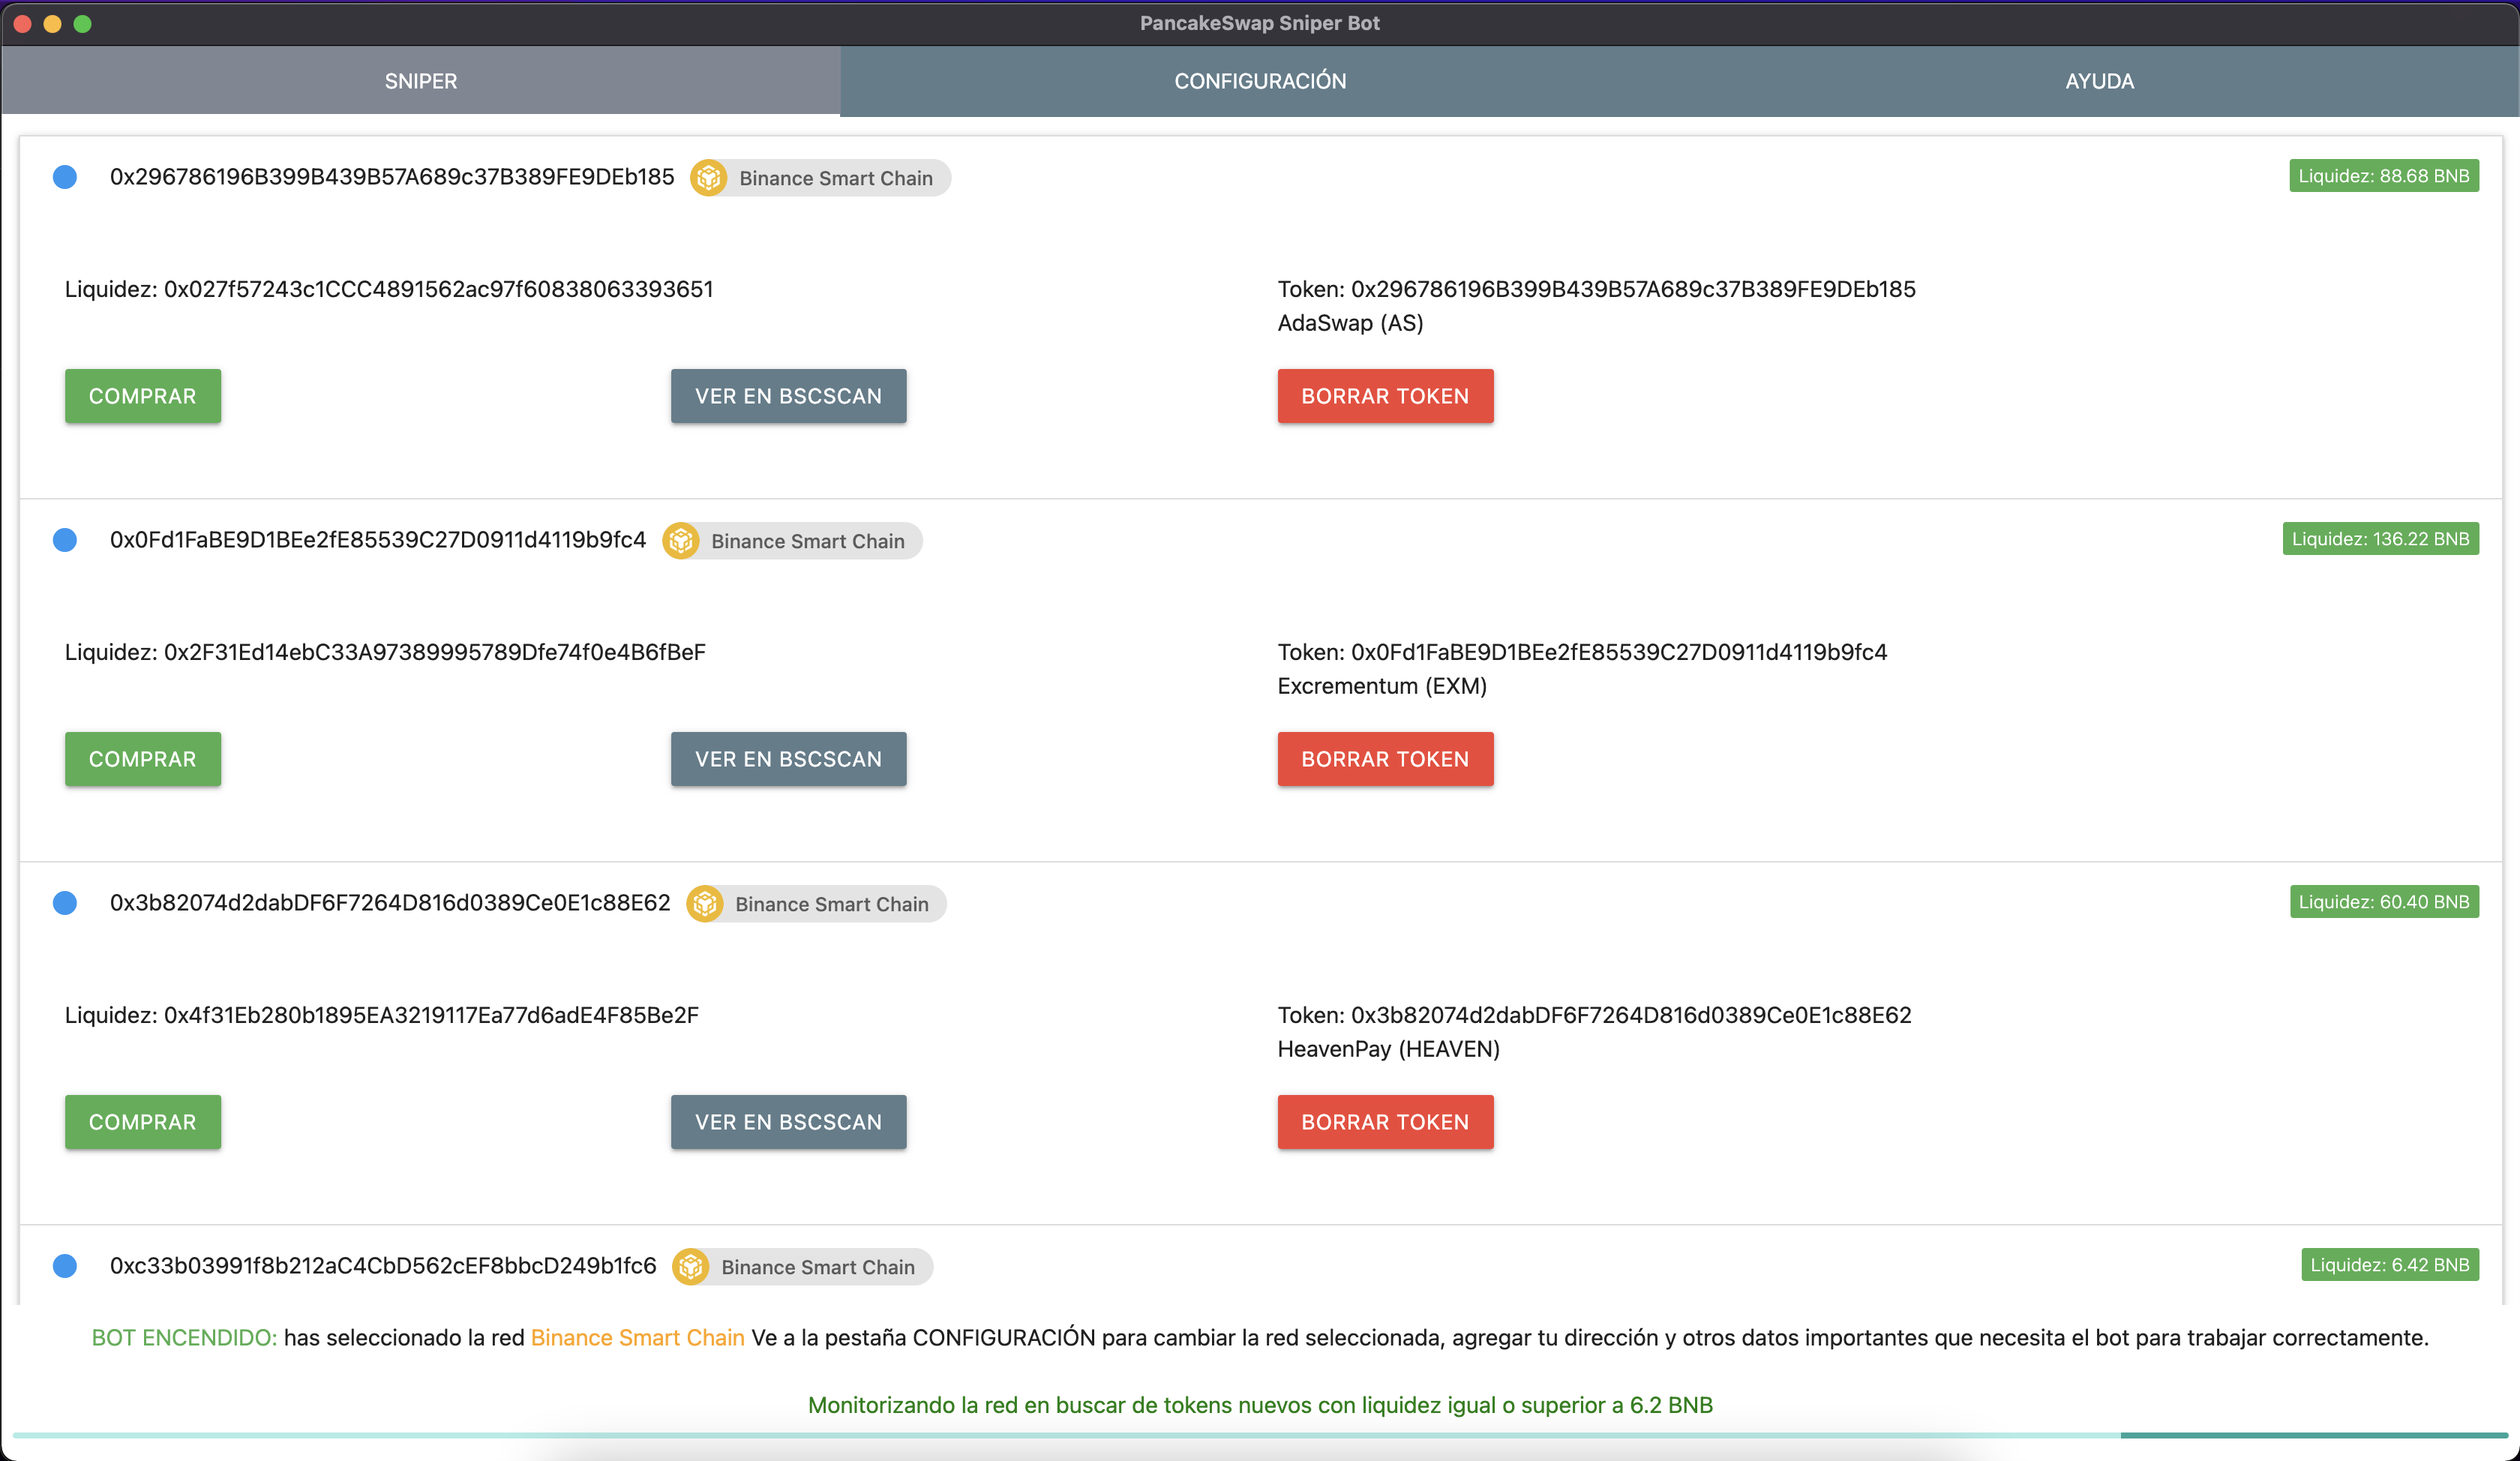 PancakeSwap Sniper Bot
SNIPER
CONFIGURACIÓN
AYUDA
0x296786196B399B439B57A689c37B389FE9DEb185
Binance Smart Chain
Liquidez: 88.68 BNB
Liquidez: 0x027f57243c1CCC4891562ac97f60838063393651
Token: 0x296786196B399B439B57A689c37B389FE9DEb185
AdaSwap (AS)
COMPRAR
VER EN BSCSCAN
BORRAR TOKEN
0x0Fd1FaBE9D1BEe2fE85539C27D0911d4119b9fc4
Binance Smart Chain
Liquidez: 136.22 BNB
Liquidez: 0x2F31Ed14ebC33A97389995789Dfe74f0e4B6fBeF
Token: 0x0Fd1FaBE9D1BEe2fE85539C27D0911d4119b9fc4
Excrementum (EXM)
COMPRAR
VER EN BSCSCAN
BORRAR TOKEN
0x3b82074d2dabDF6F7264D816d0389Ce0E1c88E62
Binance Smart Chain
Liquidez: 60.40 BNB
Liquidez: 0x4f31Eb280b1895EA3219117Ea77d6adE4F85Be2F
Token: 0x3b82074d2dabDF6F7264D816d0389Ce0E1c88E62
HeavenPay (HEAVEN)
COMPRAR
VER EN BSCSCAN
BORRAR TOKEN
0xc33b03991f8b212aC4CbD562cEF8bbcD249b1fc6
Binance Smart Chain
Liquidez: 6.42 BNB
BOT ENCENDIDO: has seleccionado la red Binance Smart Chain Ve a la pestaña CONFIGURACIÓN para cambiar la red seleccionada, agregar tu dirección y otros datos importantes que necesita el bot para trabajar correctamente.
Monitorizando la red en buscar de tokens nuevos con liquidez igual o superior a 6.2 BNB